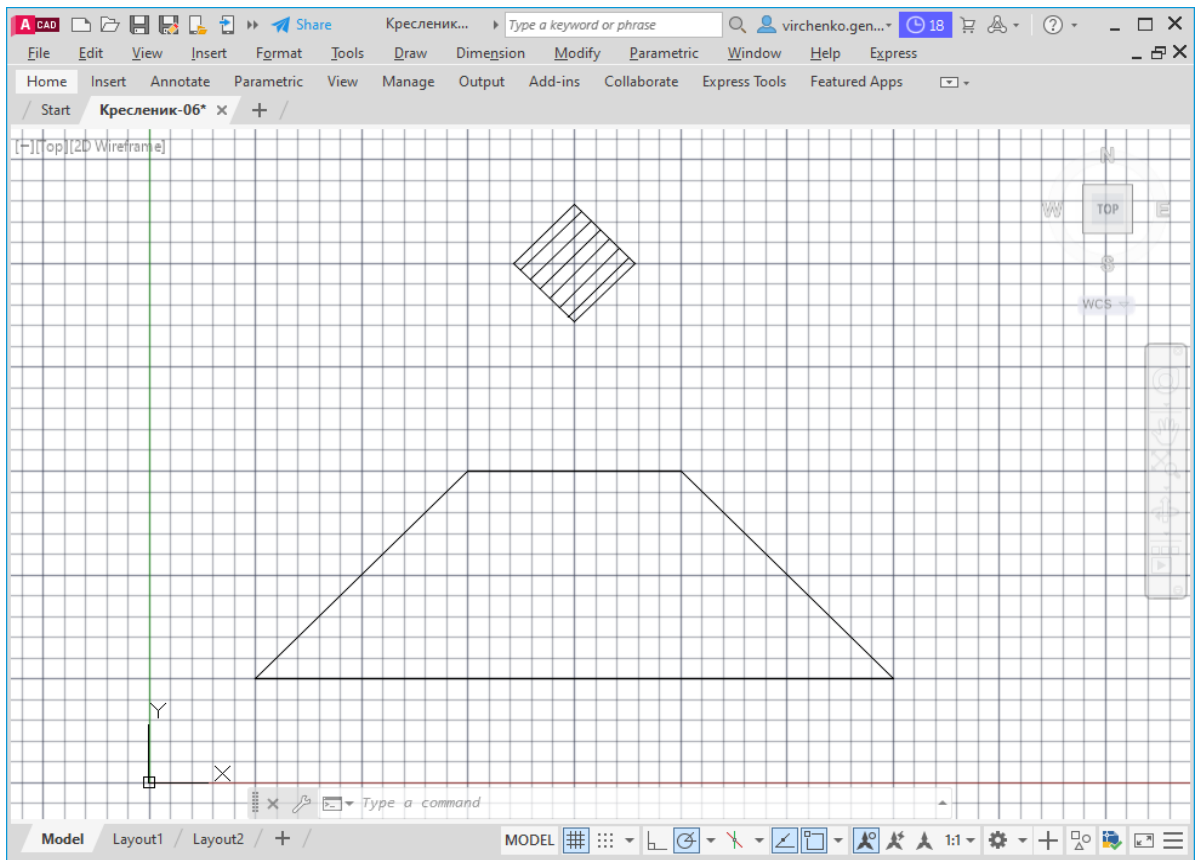 A CAD Share Кресленик... Type a keyword or phrase virchenko.gen... 18
File Edit View Insert Format Tools Draw Dimension Modify Parametric Window Help Express
Home Insert Annotate Parametric View Manage Output Add-ins Collaborate Express Tools Featured Apps
Start Кресленик-06*
[−][Top][2D Wireframe]
N
W TOP E
S
WCS
Y
X
Type a command
Model Layout1 Layout2 MODEL 1:1